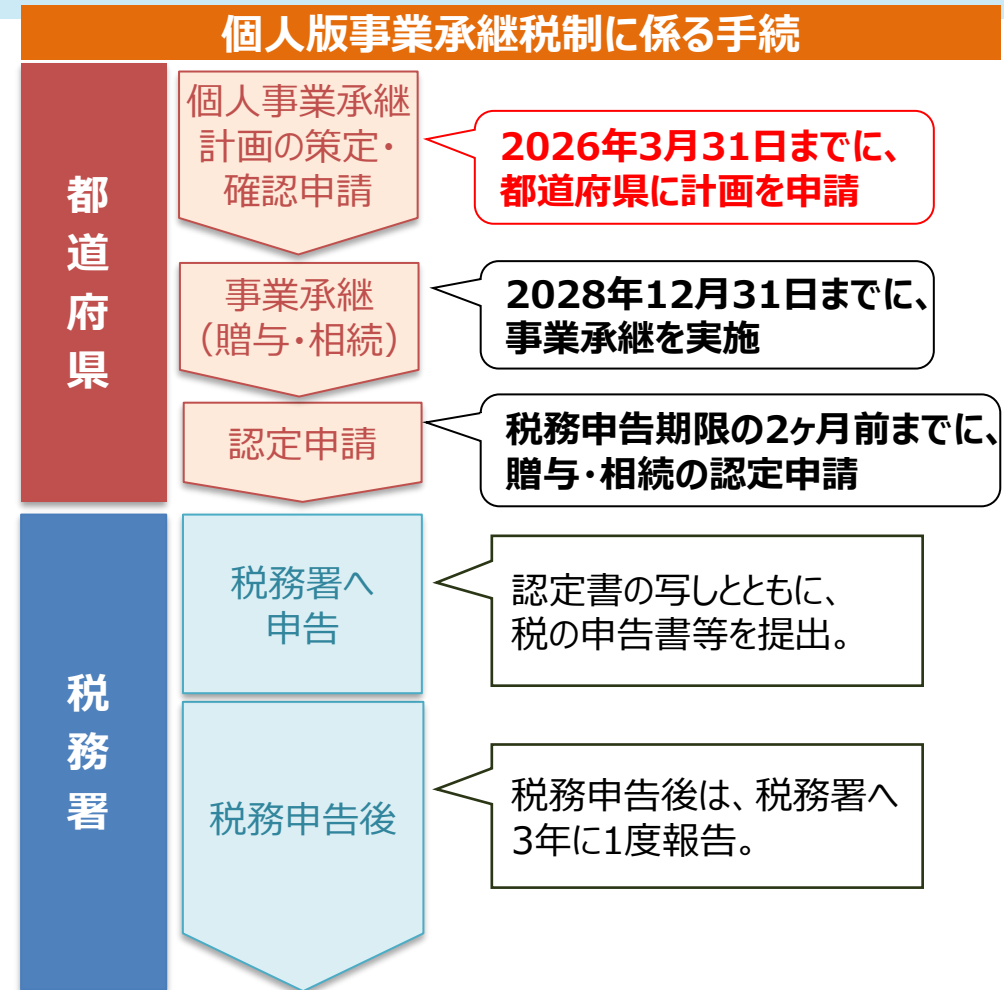 個人版事業承継税制に係る手続
都道府県
個人事業承継
計画の策定・
確認申請
2026年3月31日までに、
都道府県に計画を申請
事業承継
（贈与・相続）
2028年12月31日までに、
事業承継を実施
認定申請
税務申告期限の2ヶ月前までに、
贈与・相続の認定申請
税務署
税務署へ
申告
認定書の写しとともに、
税の申告書等を提出。
税務申告後
税務申告後は、税務署へ
3年に1度報告。